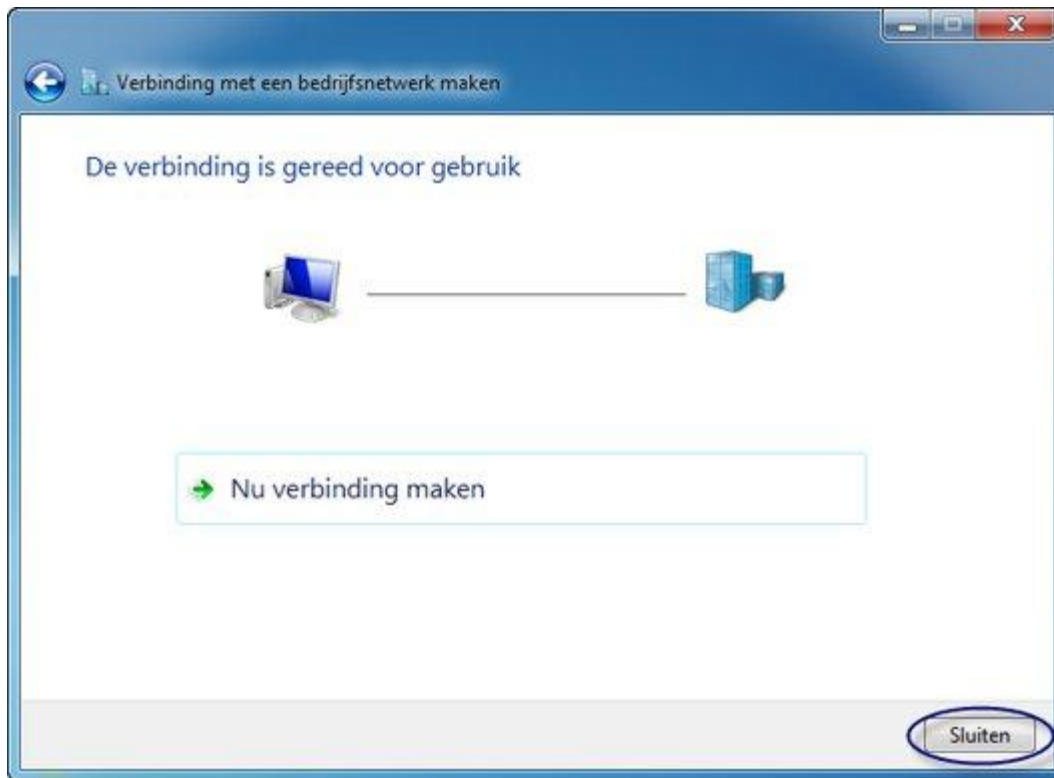 Verbinding met een bedrijfsnetwerk maken
De verbinding is gereed voor gebruik
Nu verbinding maken
Sluiten